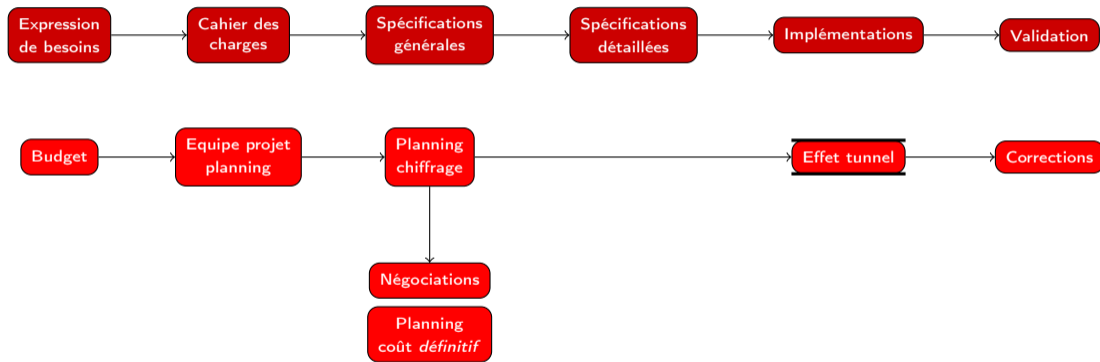 Expression
de besoins
Cahier des
charges
Spécifications
générales
Spécifications
détaillées
Implémentations
Validation
Budget
Equipe projet
planning
Planning
chiffrage
Effet tunnel
Corrections
Négociations
Planning
coût définitif